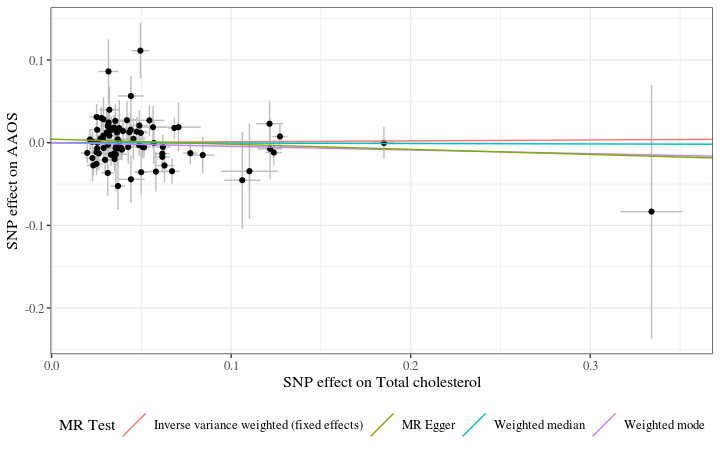 SNP effect on AAOS
0.1
0.0
-0.1
-0.2
0.0 0.1 0.2 0.3
SNP effect on Total cholesterol
MR Test Inverse variance weighted (fixed effects) MR Egger Weighted median Weighted mode